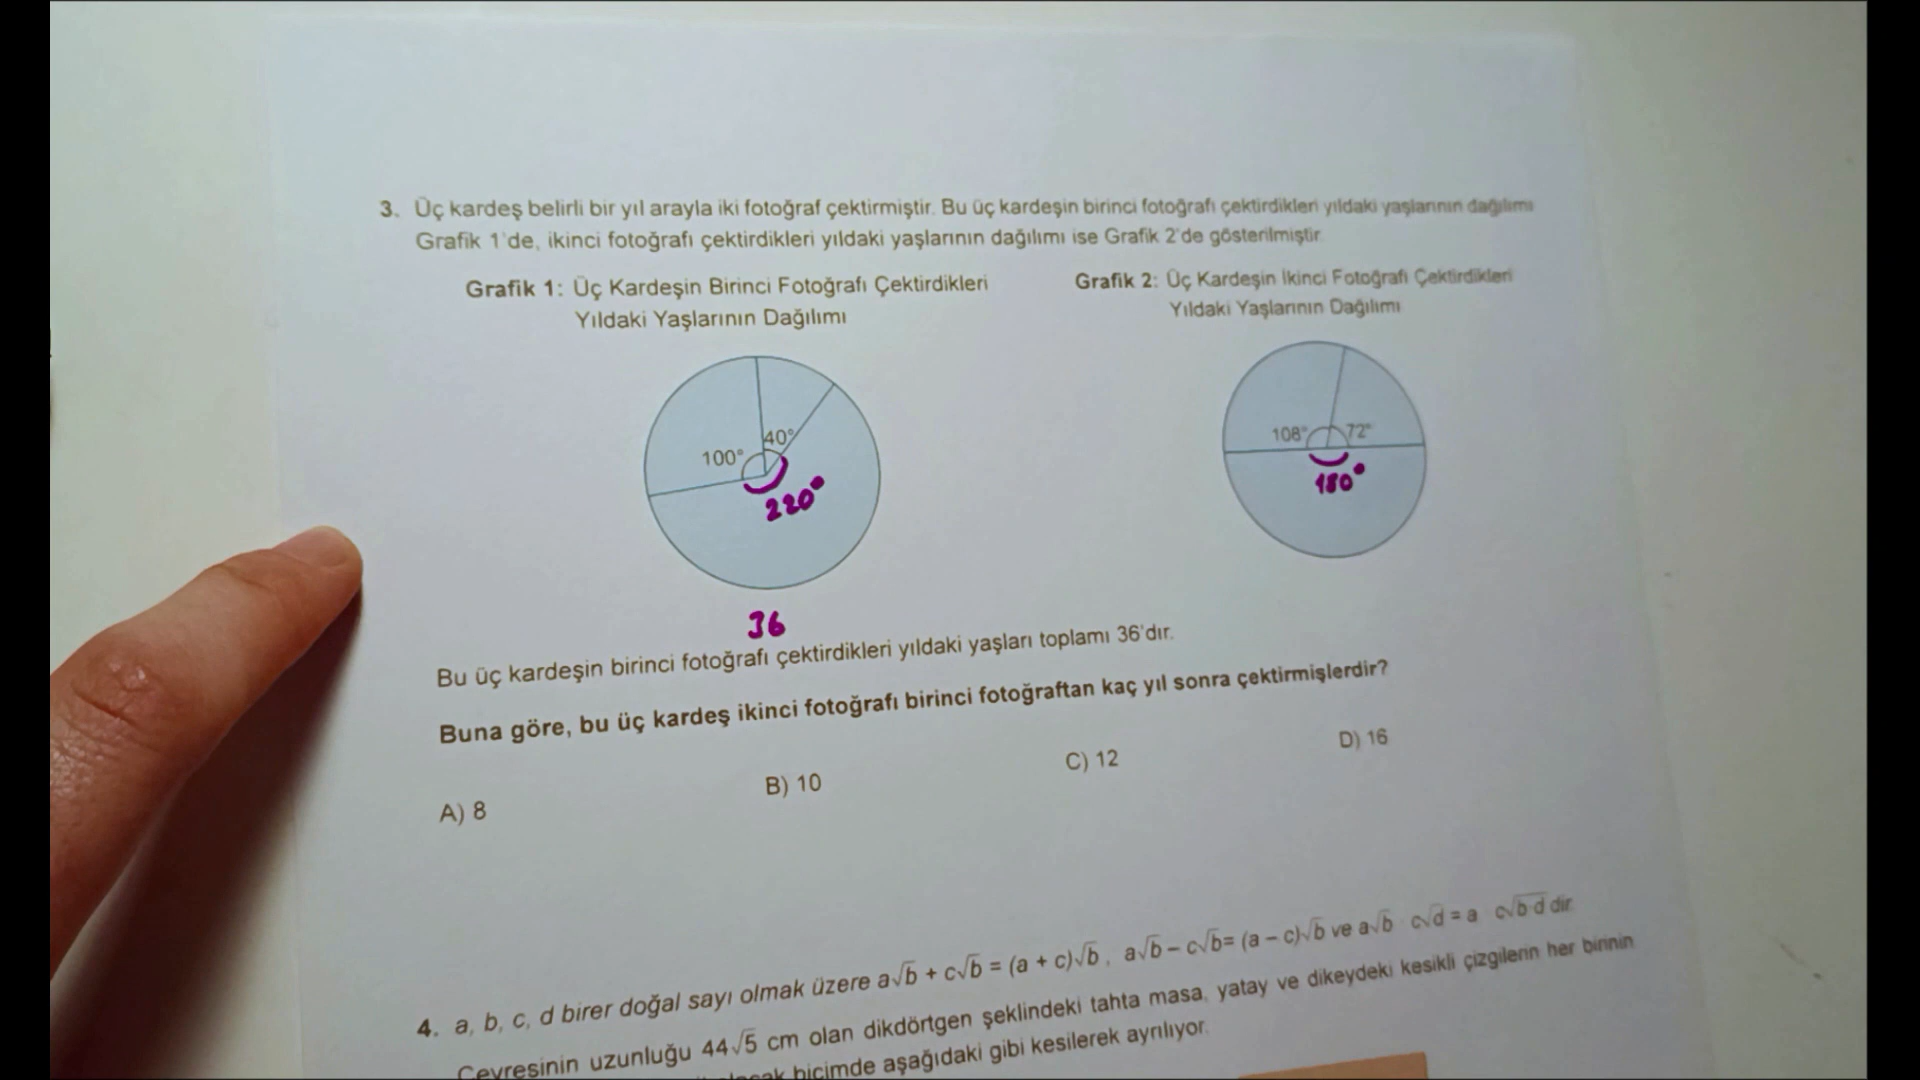 3. Üç kardeş belirli bir yıl arayla iki fotoğraf çektirmiştir. Bu üç kardeşin birinci fotoğrafı çektirdikleri yıldaki yaşlarının dağılımı
Grafik 1'de, ikinci fotoğrafı çektirdikleri yıldaki yaşlarının dağılımı ise Grafik 2'de gösterilmiştir.
Grafik 1: Üç Kardeşin Birinci Fotoğrafı Çektirdikleri
Yıldaki Yaşlarının Dağılımı
Grafik 2: Üç Kardeşin İkinci Fotoğrafı Çektirdikleri
Yıldaki Yaşlarının Dağılımı
100°
40°
220°
108°
72°
180°
36
Bu üç kardeşin birinci fotoğrafı çektirdikleri yıldaki yaşları toplamı 36'dır.
Buna göre, bu üç kardeş ikinci fotoğrafı birinci fotoğraftan kaç yıl sonra çektirmişlerdir?
A) 8
B) 10
C) 12
D) 16
4. a, b, c, d birer doğal sayı olmak üzere a√b + c√b = (a + c)√b , a√b – c√b= (a – c)√b ve a√b c√d = a c√b d dir.
Çevresinin uzunluğu 44√5 cm olan dikdörtgen şeklindeki tahta masa, yatay ve dikeydeki kesikli çizgilerin her birinin
biçimde aşağıdaki gibi kesilerek ayrılıyor.